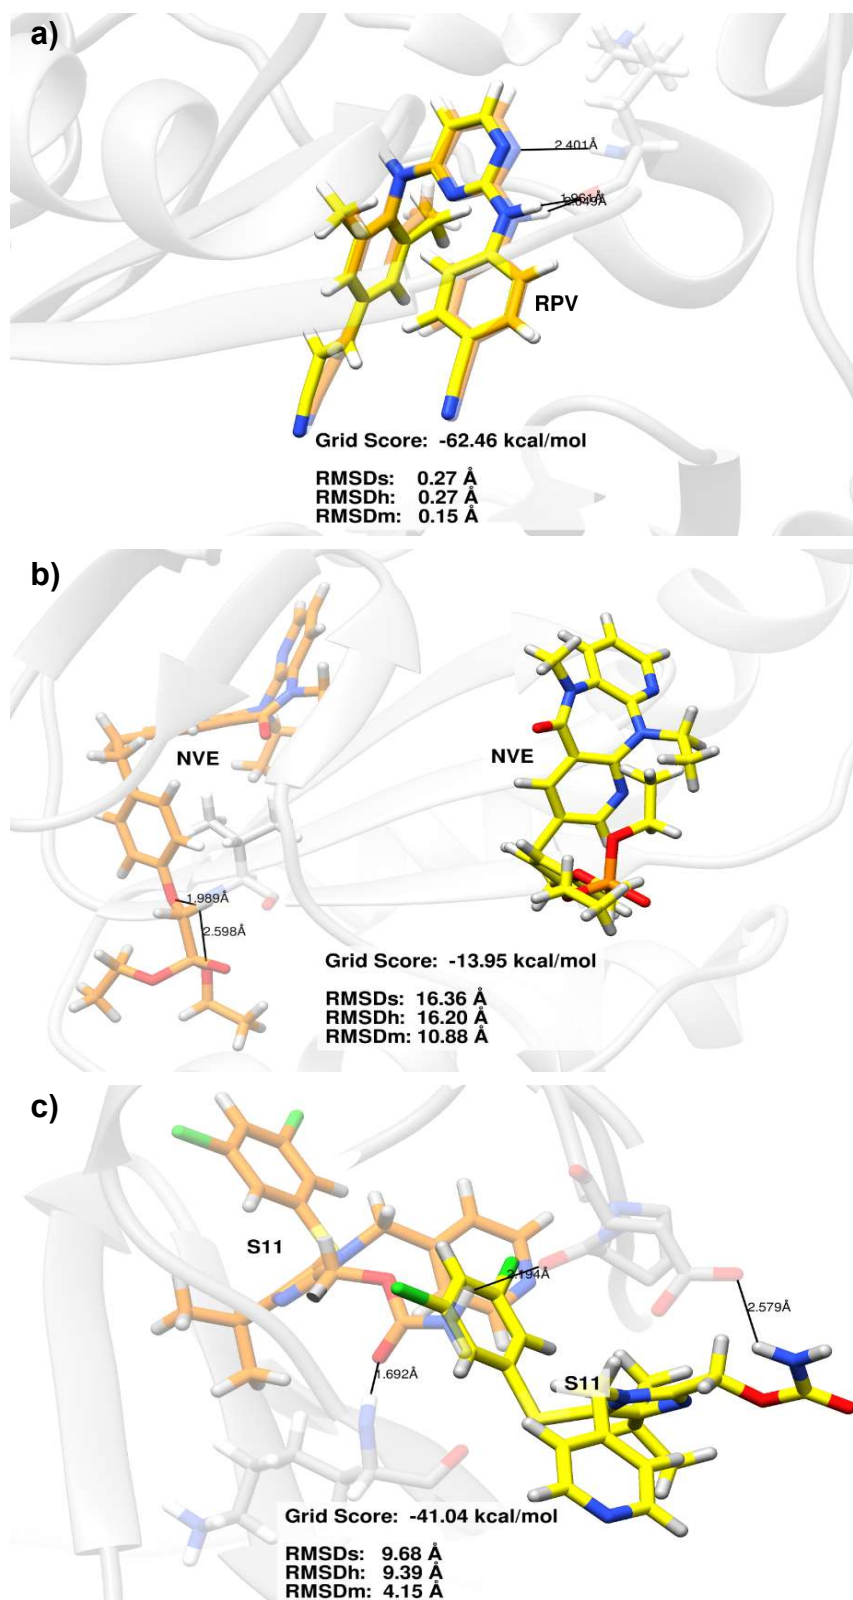 a)
2.401Å
RPV
Grid Score: -62.46 kcal/mol
RMSDs: 0.27 Å
RMSDh: 0.27 Å
RMSDm: 0.15 Å
b)
NVE
NVE
1.989Å
2.598Å
Grid Score: -13.95 kcal/mol
RMSDs: 16.36 Å
RMSDh: 16.20 Å
RMSDm: 10.88 Å
c)
S11
2.194Å
2.579Å
1.692Å
S11
Grid Score: -41.04 kcal/mol
RMSDs: 9.68 Å
RMSDh: 9.39 Å
RMSDm: 4.15 Å